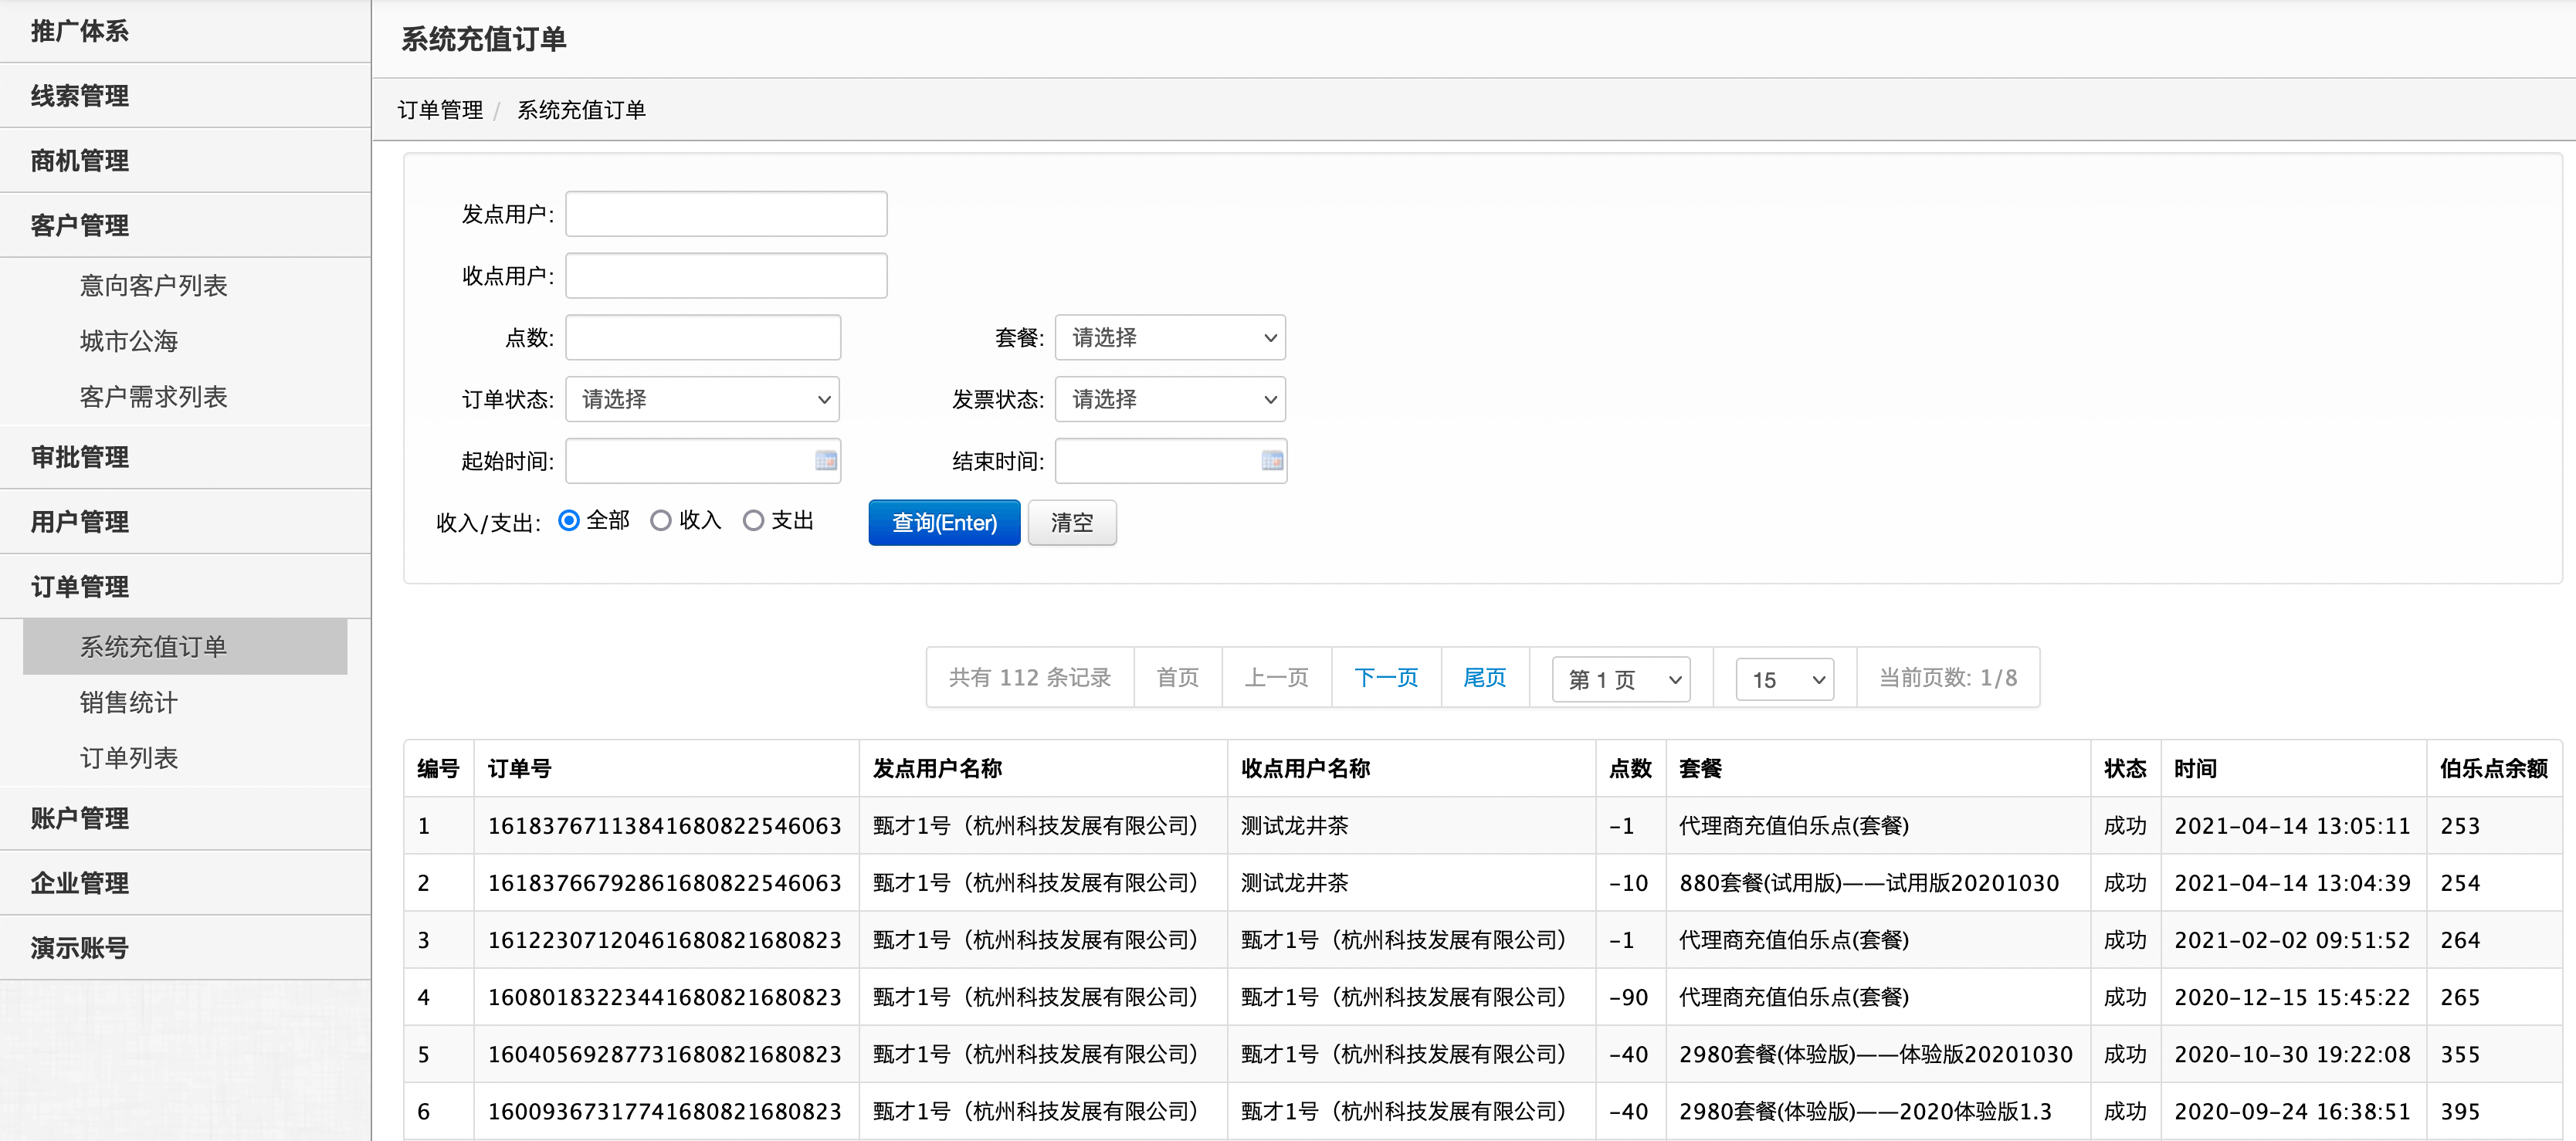 推广体系
线索管理
商机管理
客户管理
意向客户列表
城市公海
客户需求列表
审批管理
用户管理
订单管理
系统充值订单
销售统计
订单列表
账户管理
企业管理
演示账号
系统充值订单
订单管理 / 系统充值订单
发点用户:
收点用户:
点数: 套餐: 请选择
订单状态: 请选择 发票状态: 请选择
起始时间: 结束时间:
收入/支出: 全部 收入 支出 查询(Enter) 清空
共有 112 条记录 首页 上一页 下一页 尾页 第 1 页 15 当前页数: 1/8
编号 订单号 发点用户名称 收点用户名称 点数 套餐 状态 时间 伯乐点余额
1 1618376711384168082​2546063 甄才1号（杭州科技发展有限公司） 测试龙井茶 -1 代理商充值伯乐点(套餐) 成功 2021-04-14 13:05:11 253
2 16183766792861680822546063 甄才1号（杭州科技发展有限公司） 测试龙井茶 -10 880套餐(试用版)——试用版20201030 成功 2021-04-14 13:04:39 254
3 16122307120461680821680823 甄才1号（杭州科技发展有限公司） 甄才1号（杭州科技发展有限公司） -1 代理商充值伯乐点(套餐) 成功 2021-02-02 09:51:52 264
4 16080183223441680821680823 甄才1号（杭州科技发展有限公司） 甄才1号（杭州科技发展有限公司） -90 代理商充值伯乐点(套餐) 成功 2020-12-15 15:45:22 265
5 16040569287731680821680823 甄才1号（杭州科技发展有限公司） 甄才1号（杭州科技发展有限公司） -40 2980套餐(体验版)——体验版20201030 成功 2020-10-30 19:22:08 355
6 16009367317741680821680823 甄才1号（杭州科技发展有限公司） 甄才1号（杭州科技发展有限公司） -40 2980套餐(体验版)——2020体验版1.3 成功 2020-09-24 16:38:51 395